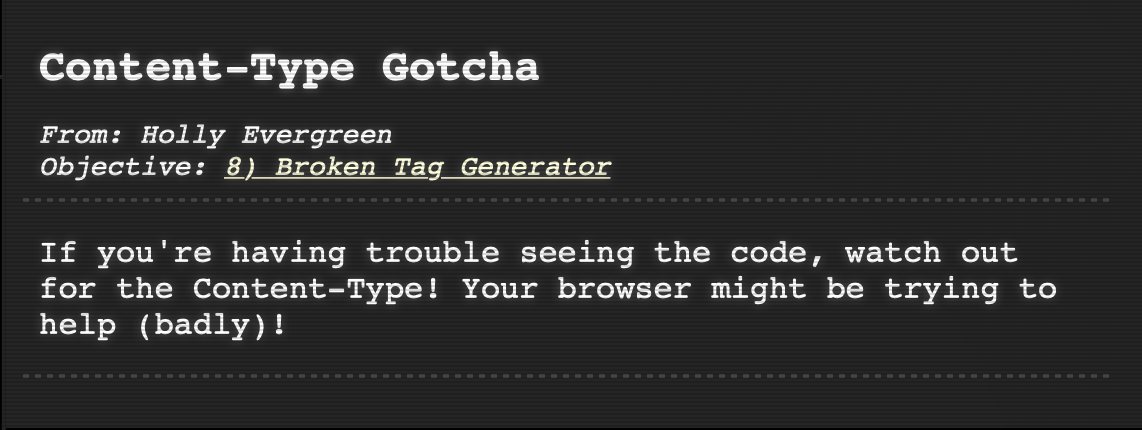 Content-Type Gotcha
From: Holly Evergreen
Objective: 8) Broken Tag Generator
If you're having trouble seeing the code, watch out
for the Content-Type! Your browser might be trying to
help (badly)!